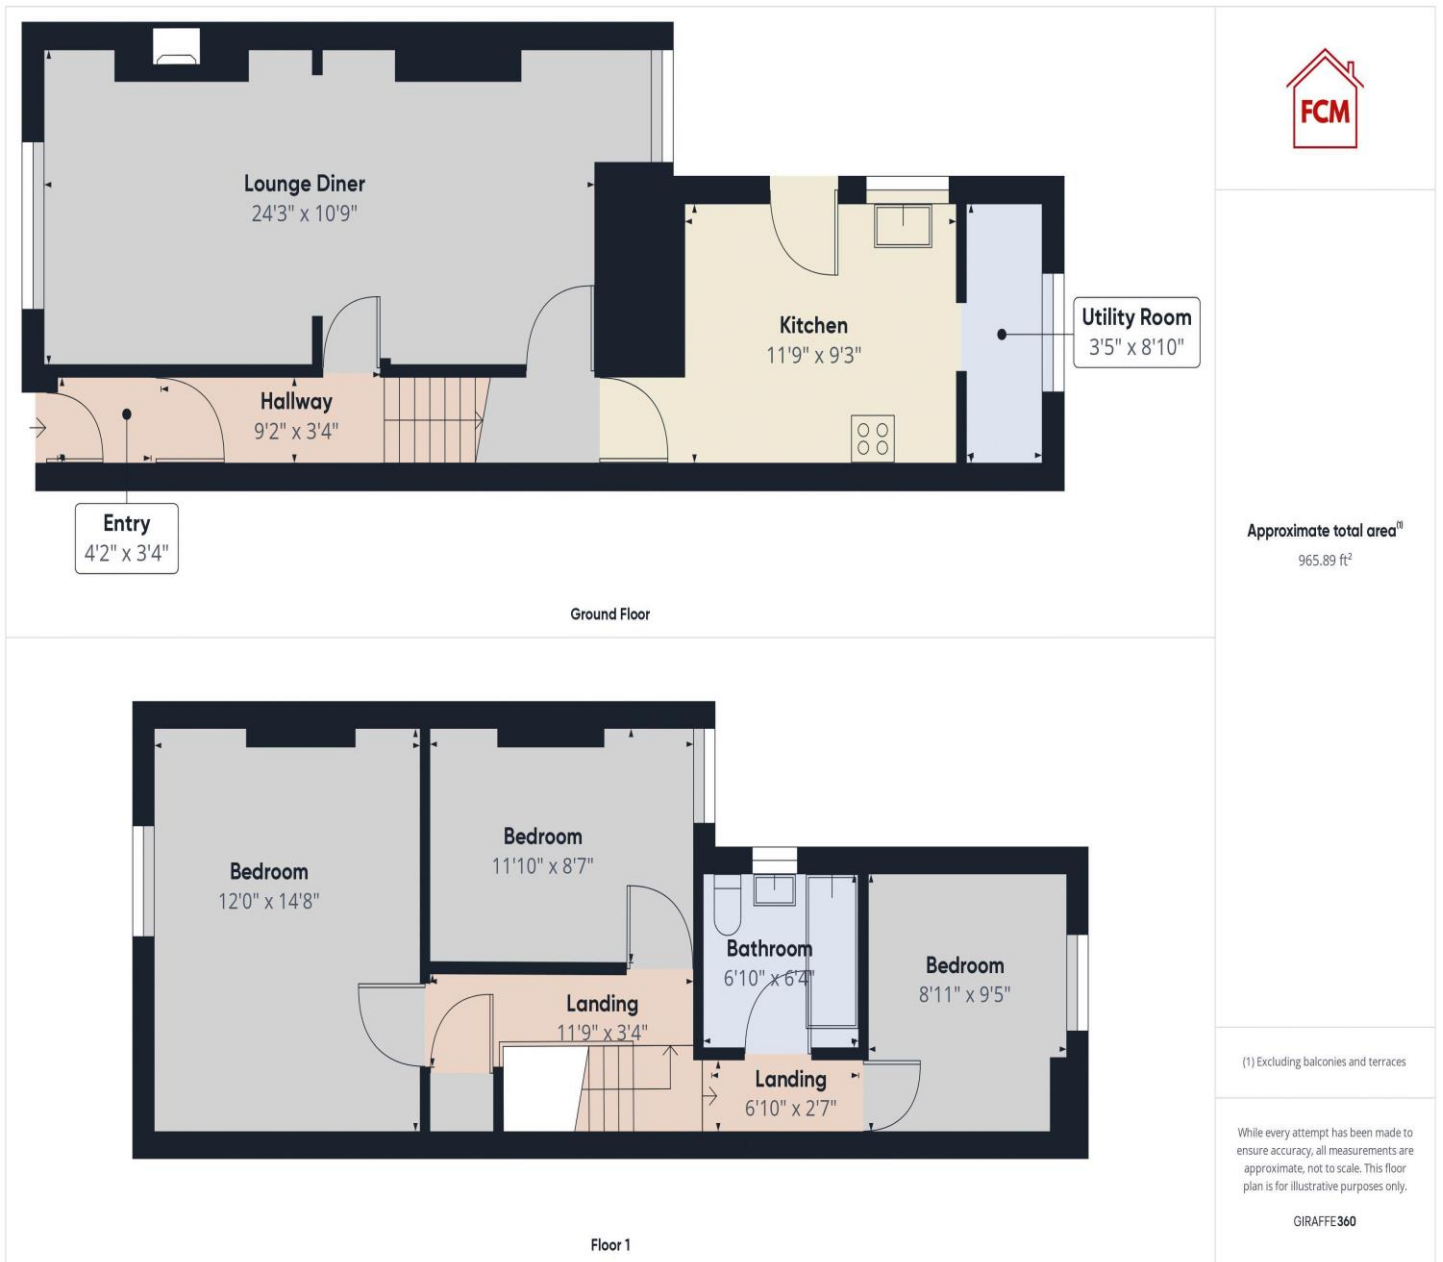 FCM
Lounge Diner
24'3" x 10'9"
Kitchen
11'9" x 9'3"
Utility Room
3'5" x 8'10"
Hallway
9'2" x 3'4"
Entry
4'2" x 3'4"
Ground Floor
Approximate total area(1)
965.89 ft²
Bedroom
12'0" x 14'8"
Bedroom
11'10" x 8'7"
Bathroom
6'10" x 6'4"
Bedroom
8'11" x 9'5"
Landing
11'9" x 3'4"
Landing
6'10" x 2'7"
Floor 1
(1) Excluding balconies and terraces
While every attempt has been made to
ensure accuracy, all measurements are
approximate, not to scale. This floor
plan is for illustrative purposes only.
GIRAFFE360